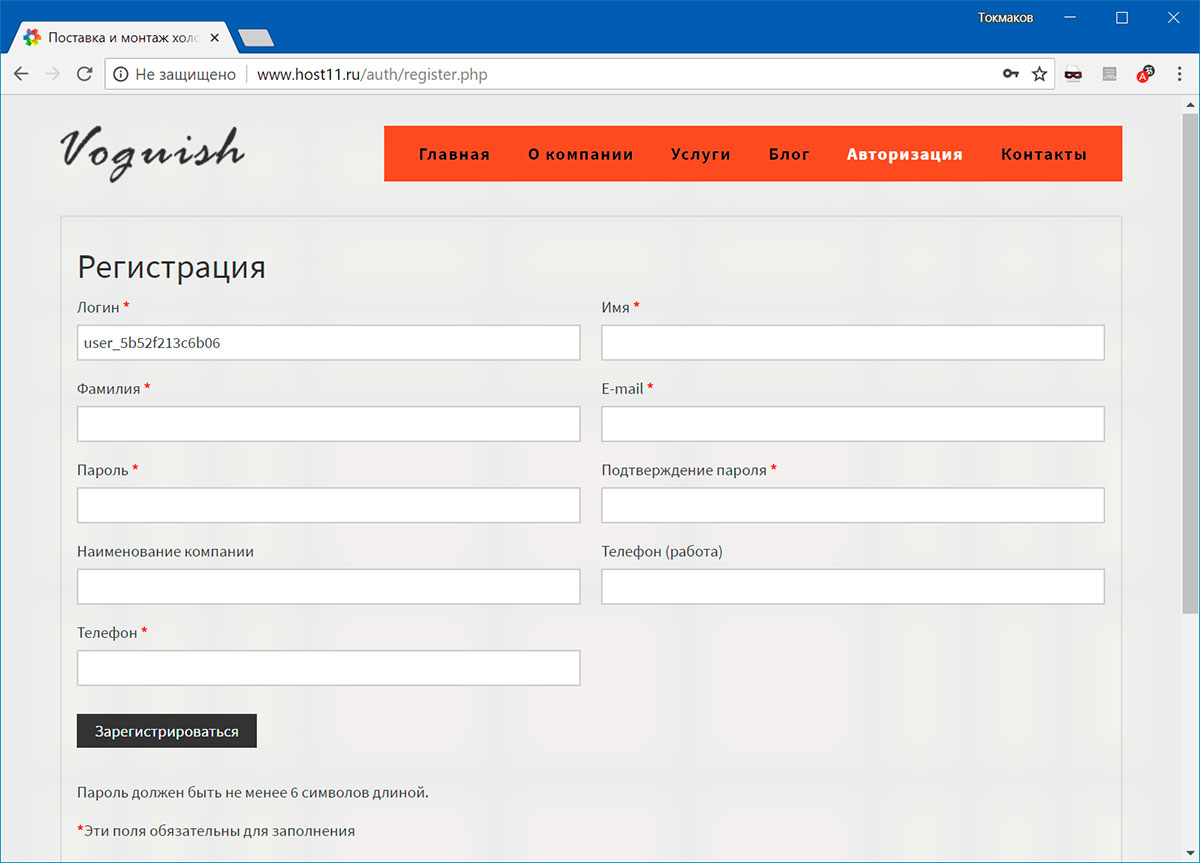 Токмаков
Поставка и монтаж холо
Не защищено www.host11.ru/auth/register.php
Voguish
Главная О компании Услуги Блог Авторизация Контакты
Регистрация
Логин * Имя *
user_5b52f213c6b06
Фамилия * E-mail *
Пароль * Подтверждение пароля *
Наименование компании Телефон (работа)
Телефон *
Зарегистрироваться
Пароль должен быть не менее 6 символов длиной.
*Эти поля обязательны для заполнения